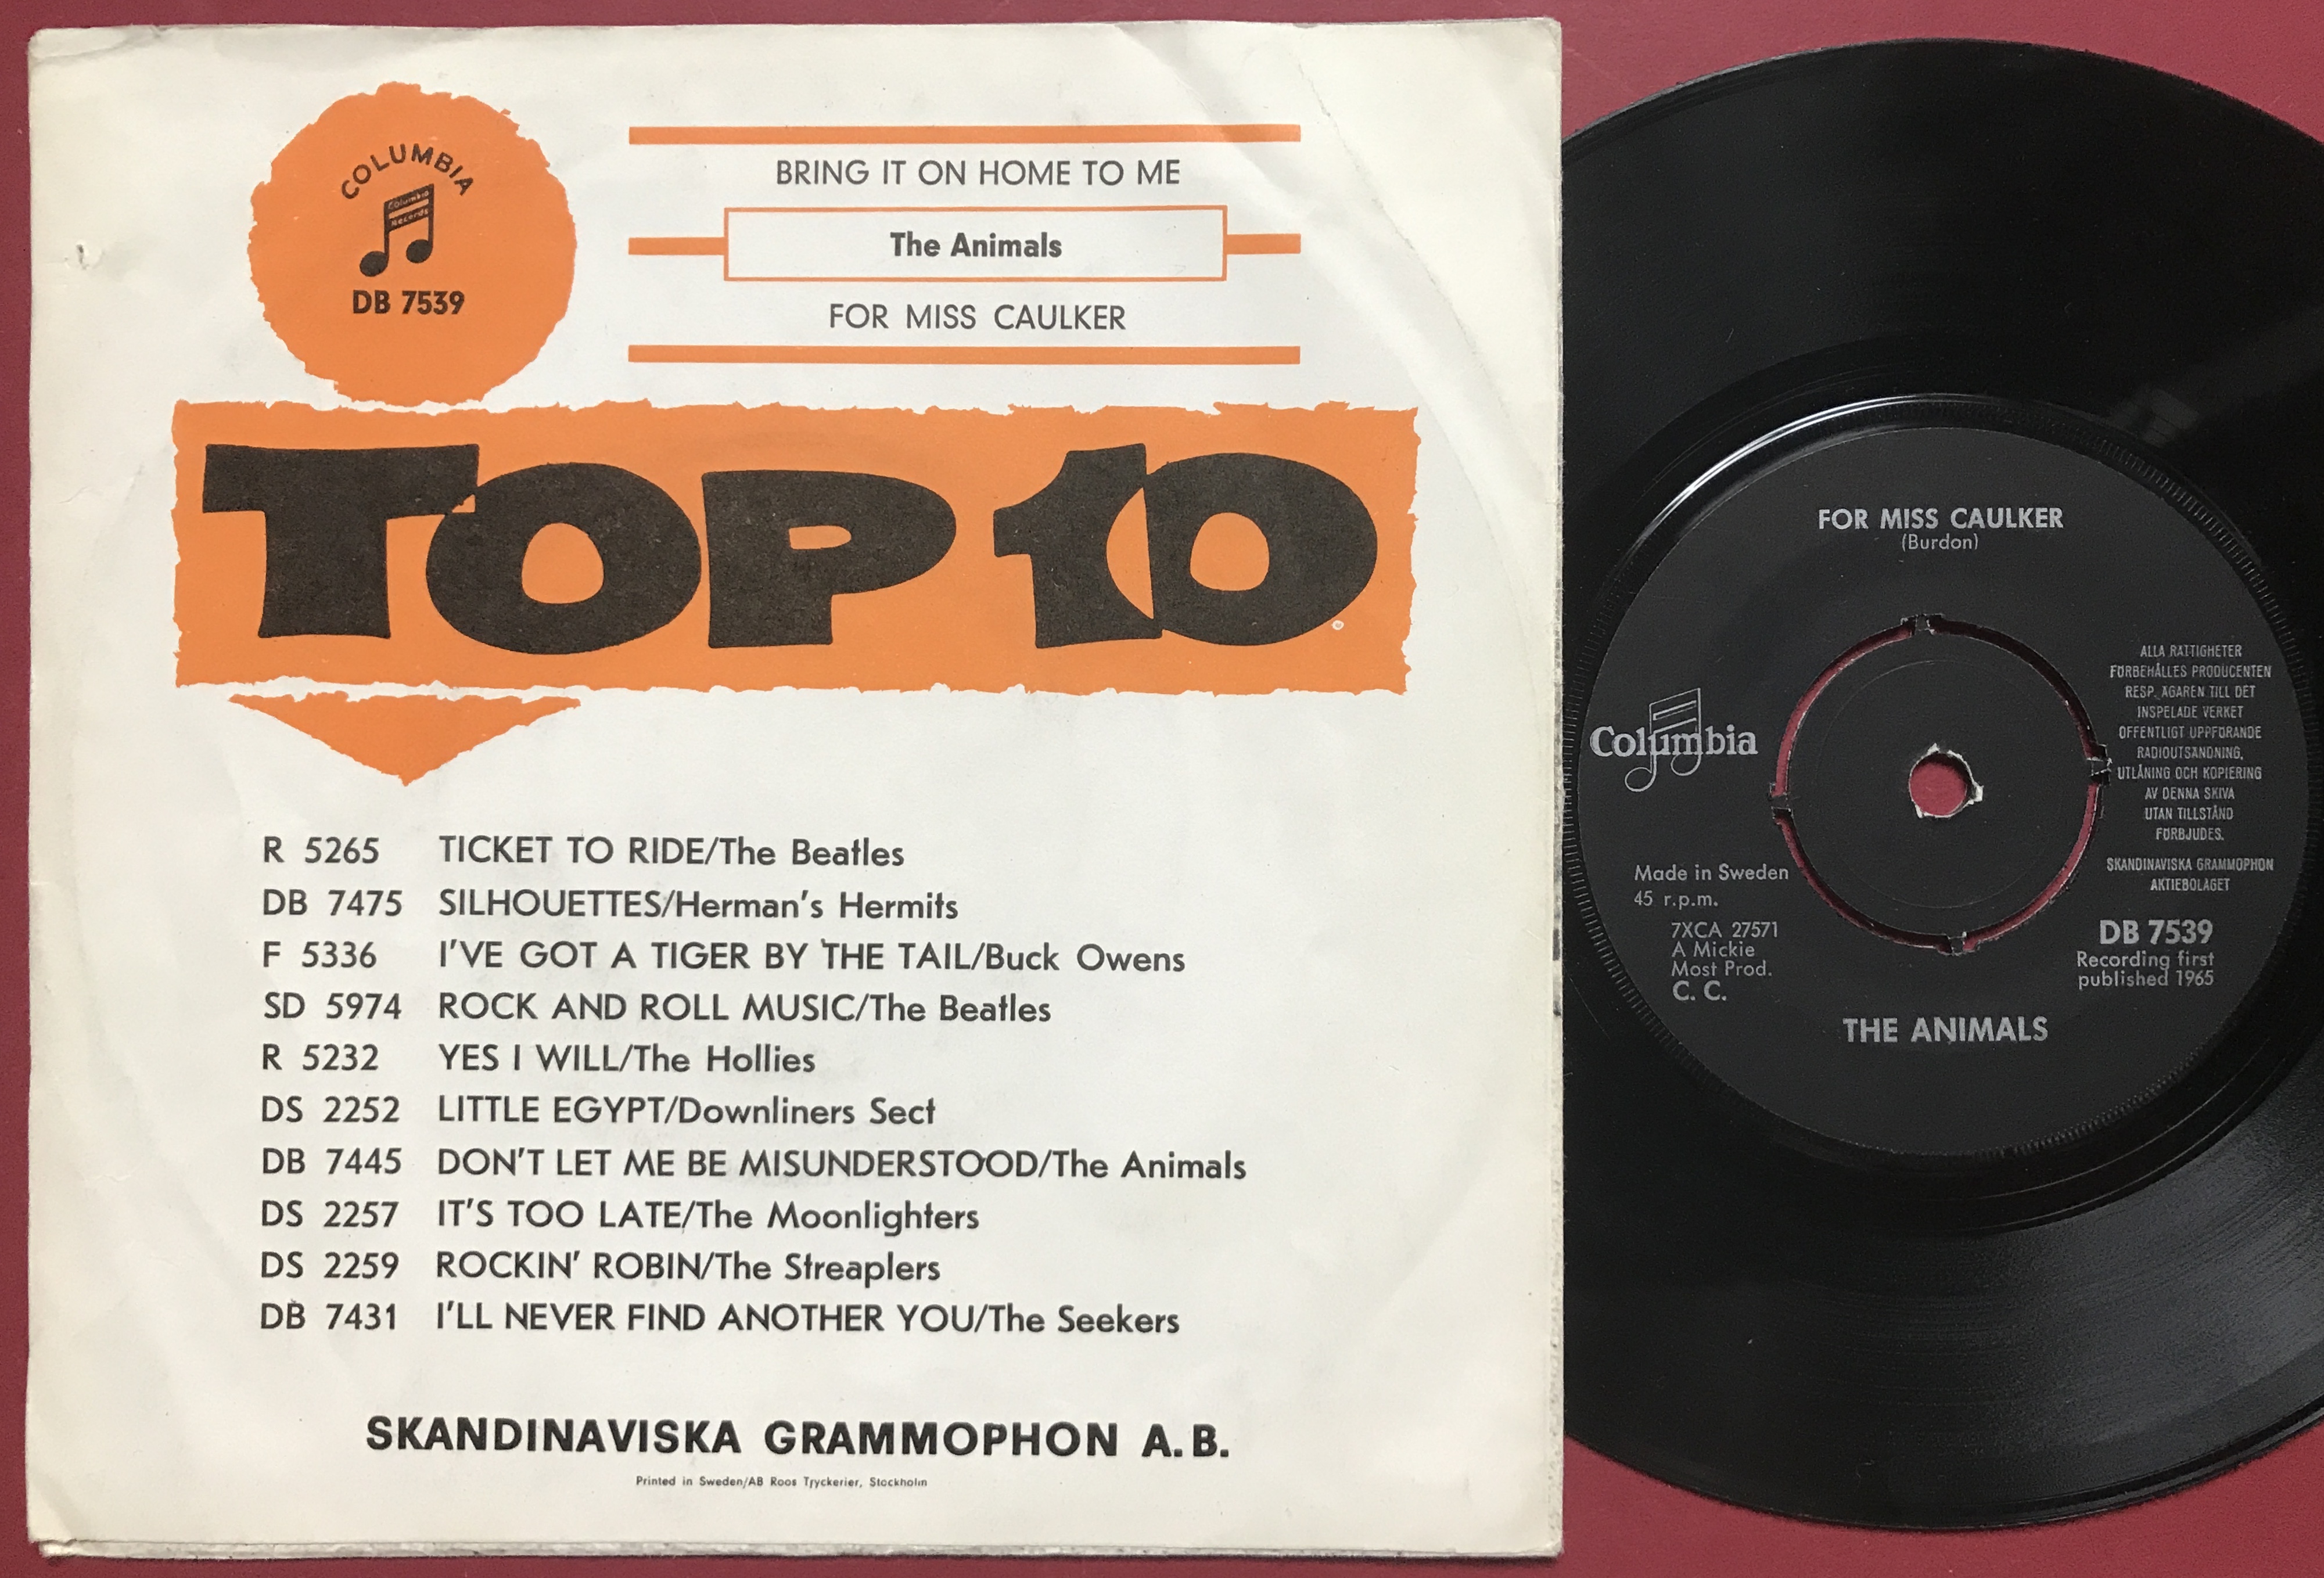 COLUMBIA
Columbia
Records
DB 7539
BRING IT ON HOME TO ME
The Animals
FOR MISS CAULKER
TOP 10
R 5265 TICKET TO RIDE/The Beatles
DB 7475 SILHOUETTES/Herman's Hermits
F 5336 I'VE GOT A TIGER BY THE TAIL/Buck Owens
SD 5974 ROCK AND ROLL MUSIC/The Beatles
R 5232 YES I WILL/The Hollies
DS 2252 LITTLE EGYPT/Downliners Sect
DB 7445 DON'T LET ME BE MISUNDERSTOOD/The Animals
DS 2257 IT'S TOO LATE/The Moonlighters
DS 2259 ROCKIN' ROBIN/The Streaplers
DB 7431 I'LL NEVER FIND ANOTHER YOU/The Seekers
SKANDINAVISKA GRAMMOPHON A.B.
Printed in Sweden/AB Roos Tryckerier, Stockholm
FOR MISS CAULKER
(Burdon)
Columbia
ALLA RÄTTIGHETER
FÖRBEHÅLLES PRODUCENTEN
RESP. ÄGAREN TILL DET
INSPELADE VERKET
OFFENTLIGT UPPFÖRANDE
RADIOUTSÄNDNING,
UTLÅNING OCH KOPIERING
AV DENNA SKIVA
UTAN TILLSTÅND
FÖRBJUDES.
SKANDINAVISKA GRAMMOPHON
AKTIEBOLAGET
Made in Sweden
45 r.p.m.
7XCA 27571
A Mickie
Most Prod.
C. C.
DB 7539
Recording first
published 1965
THE ANIMALS